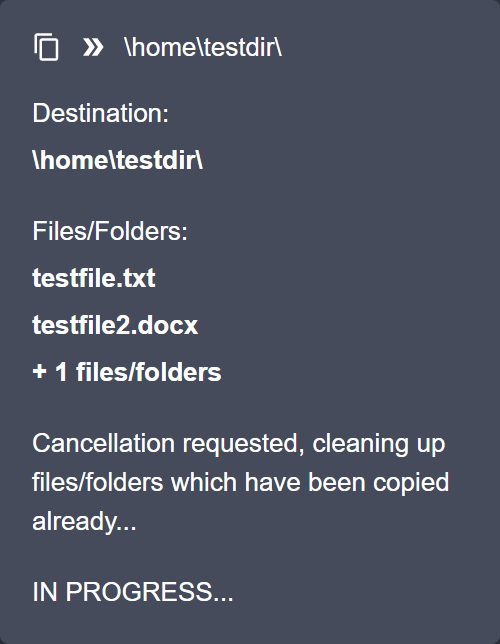 \home\testdir\
Destination:
\home\testdir\
Files/Folders:
testfile.txt
testfile2.docx
+ 1 files/folders
Cancellation requested, cleaning up
files/folders which have been copied
already...
IN PROGRESS...